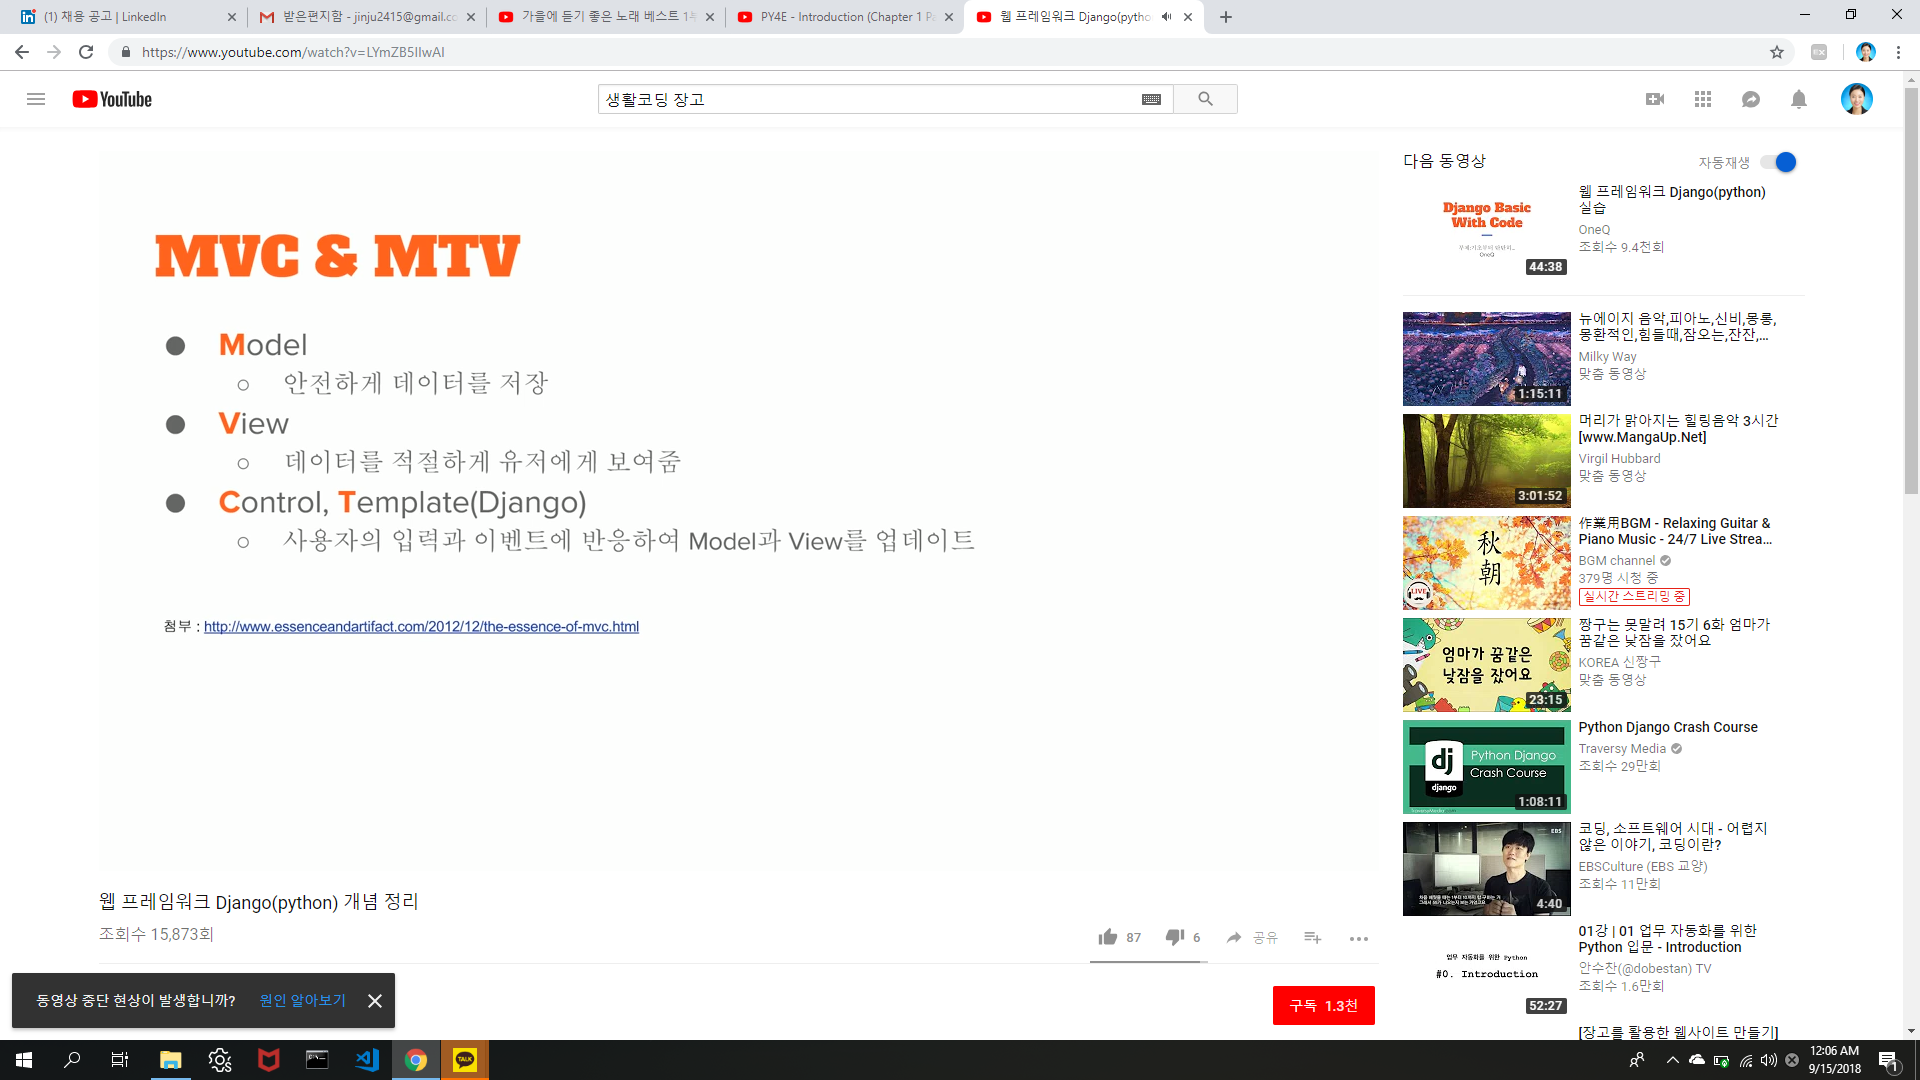 (1) 채용 공고 | LinkedIn
받은편지함 - jinju2415@gmail.co
가을에 듣기 좋은 노래 베스트 1부
PY4E - Introduction (Chapter 1 Pa
웹 프레임워크 Django(pytho
https://www.youtube.com/watch?v=LYmZB5IIwAI
YouTube
생활코딩 장고
MVC & MTV
● Model
○ 안전하게 데이터를 저장
● View
○ 데이터를 적절하게 유저에게 보여줌
● Control, Template(Django)
○ 사용자의 입력과 이벤트에 반응하여 Model과 View를 업데이트
첨부 : http://www.essenceandartifact.com/2012/12/the-essence-of-mvc.html
웹 프레임워크 Django(python) 개념 정리
조회수 15,873회
87
6
공유
구독 1.3천
동영상 중단 현상이 발생합니까? 원인 알아보기
다음 동영상
자동재생
Django Basic
With Code
OneQ
44:38
웹 프레임워크 Django(python)
실습
OneQ
조회수 9.4천회
1:15:11
뉴에이지 음악,피아노,신비,몽롱,
몽환적인,힘들때,잠오는,잔잔,...
Milky Way
맞춤 동영상
3:01:52
머리가 맑아지는 힐링음악 3시간
[www.MangaUp.Net]
Virgil Hubbard
맞춤 동영상
秋
朝
LIVE
作業用BGM - Relaxing Guitar &
Piano Music - 24/7 Live Strea...
BGM channel
379명 시청 중
실시간 스트리밍 중
엄마가 꿈같은
낮잠을 잤어요
23:15
짱구는 못말려 15기 6화 엄마가
꿈같은 낮잠을 잤어요
KOREA 신짱구
맞춤 동영상
dj
django
Python Django
Crash Course
1:08:11
Python Django Crash Course
Traversy Media
조회수 29만회
EBS
4:40
코딩, 소프트웨어 시대 - 어렵지
않은 이야기, 코딩이란?
EBSCulture (EBS 교양)
조회수 11만회
업무 자동화를 위한 Python
#0. Introduction
52:27
01강 | 01 업무 자동화를 위한
Python 입문 - Introduction
안수찬(@dobestan) TV
조회수 1.6만회
[장고를 활용한 웹사이트 만들기]
TALK
12:06 AM
9/15/2018
1